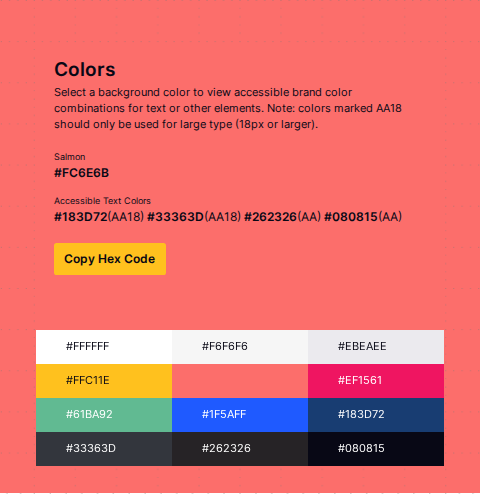 Colors
Select a background color to view accessible brand color
combinations for text or other elements. Note: colors marked AA18
should only be used for large type (18px or larger).
Salmon
#FC6E6B
Accessible Text Colors
#183D72(AA18) #33363D(AA18) #262326(AA) #080815(AA)
Copy Hex Code
#FFFFFF #F6F6F6 #EBEAEE
#FFC11E #EF1561
#61BA92 #1F5AFF #183D72
#33363D #262326 #080815